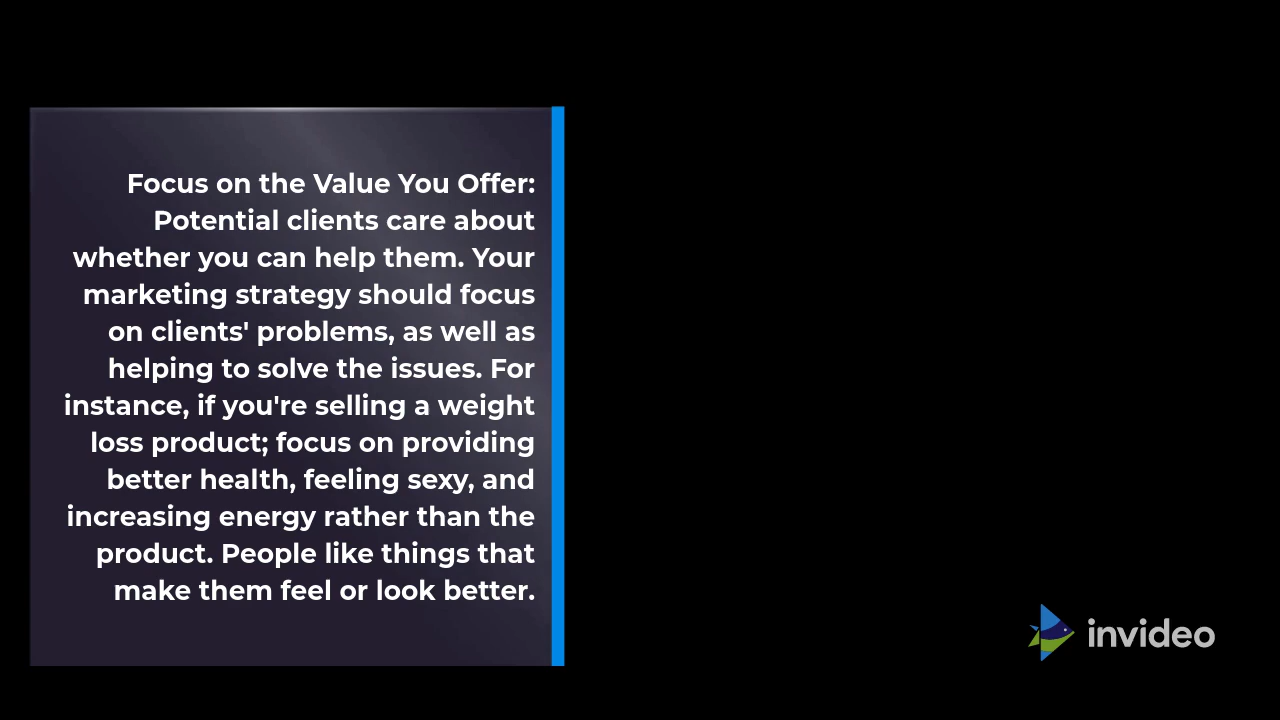 Focus on the Value You Offer:
Potential clients care about
whether you can help them. Your
marketing strategy should focus
on clients' problems, as well as
helping to solve the issues. For
instance, if you're selling a weight
loss product; focus on providing
better health, feeling sexy, and
increasing energy rather than the
product. People like things that
make them feel or look better.
invideo